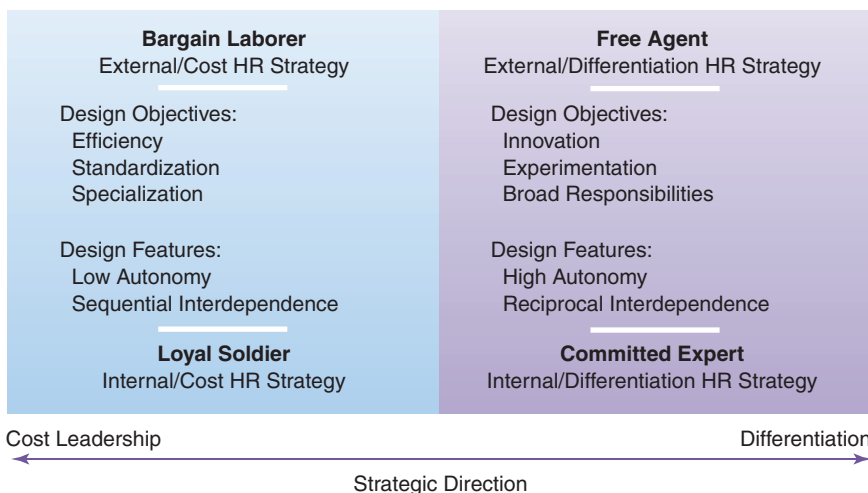 Bargain Laborer
External/Cost HR Strategy
Design Objectives:
Efficiency
Standardization
Specialization
Design Features:
Low Autonomy
Sequential Interdependence
Loyal Soldier
Internal/Cost HR Strategy
Free Agent
External/Differentiation HR Strategy
Design Objectives:
Innovation
Experimentation
Broad Responsibilities
Design Features:
High Autonomy
Reciprocal Interdependence
Committed Expert
Internal/Differentiation HR Strategy
Cost Leadership
Differentiation
Strategic Direction